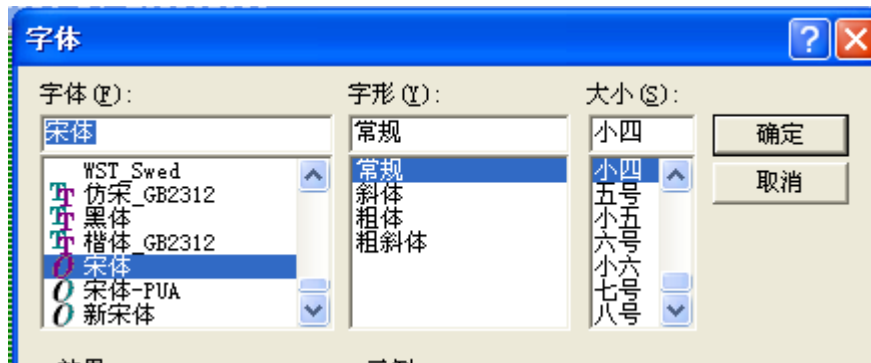 字体
字体(F):
字形(Y):
大小(S):
宋体
常规
小四
确定
取消
WST_Swed
仿宋_GB2312
黑体
楷体_GB2312
宋体
宋体-PUA
新宋体
常规
斜体
粗体
粗斜体
小四
五号
小五
六号
小六
七号
八号